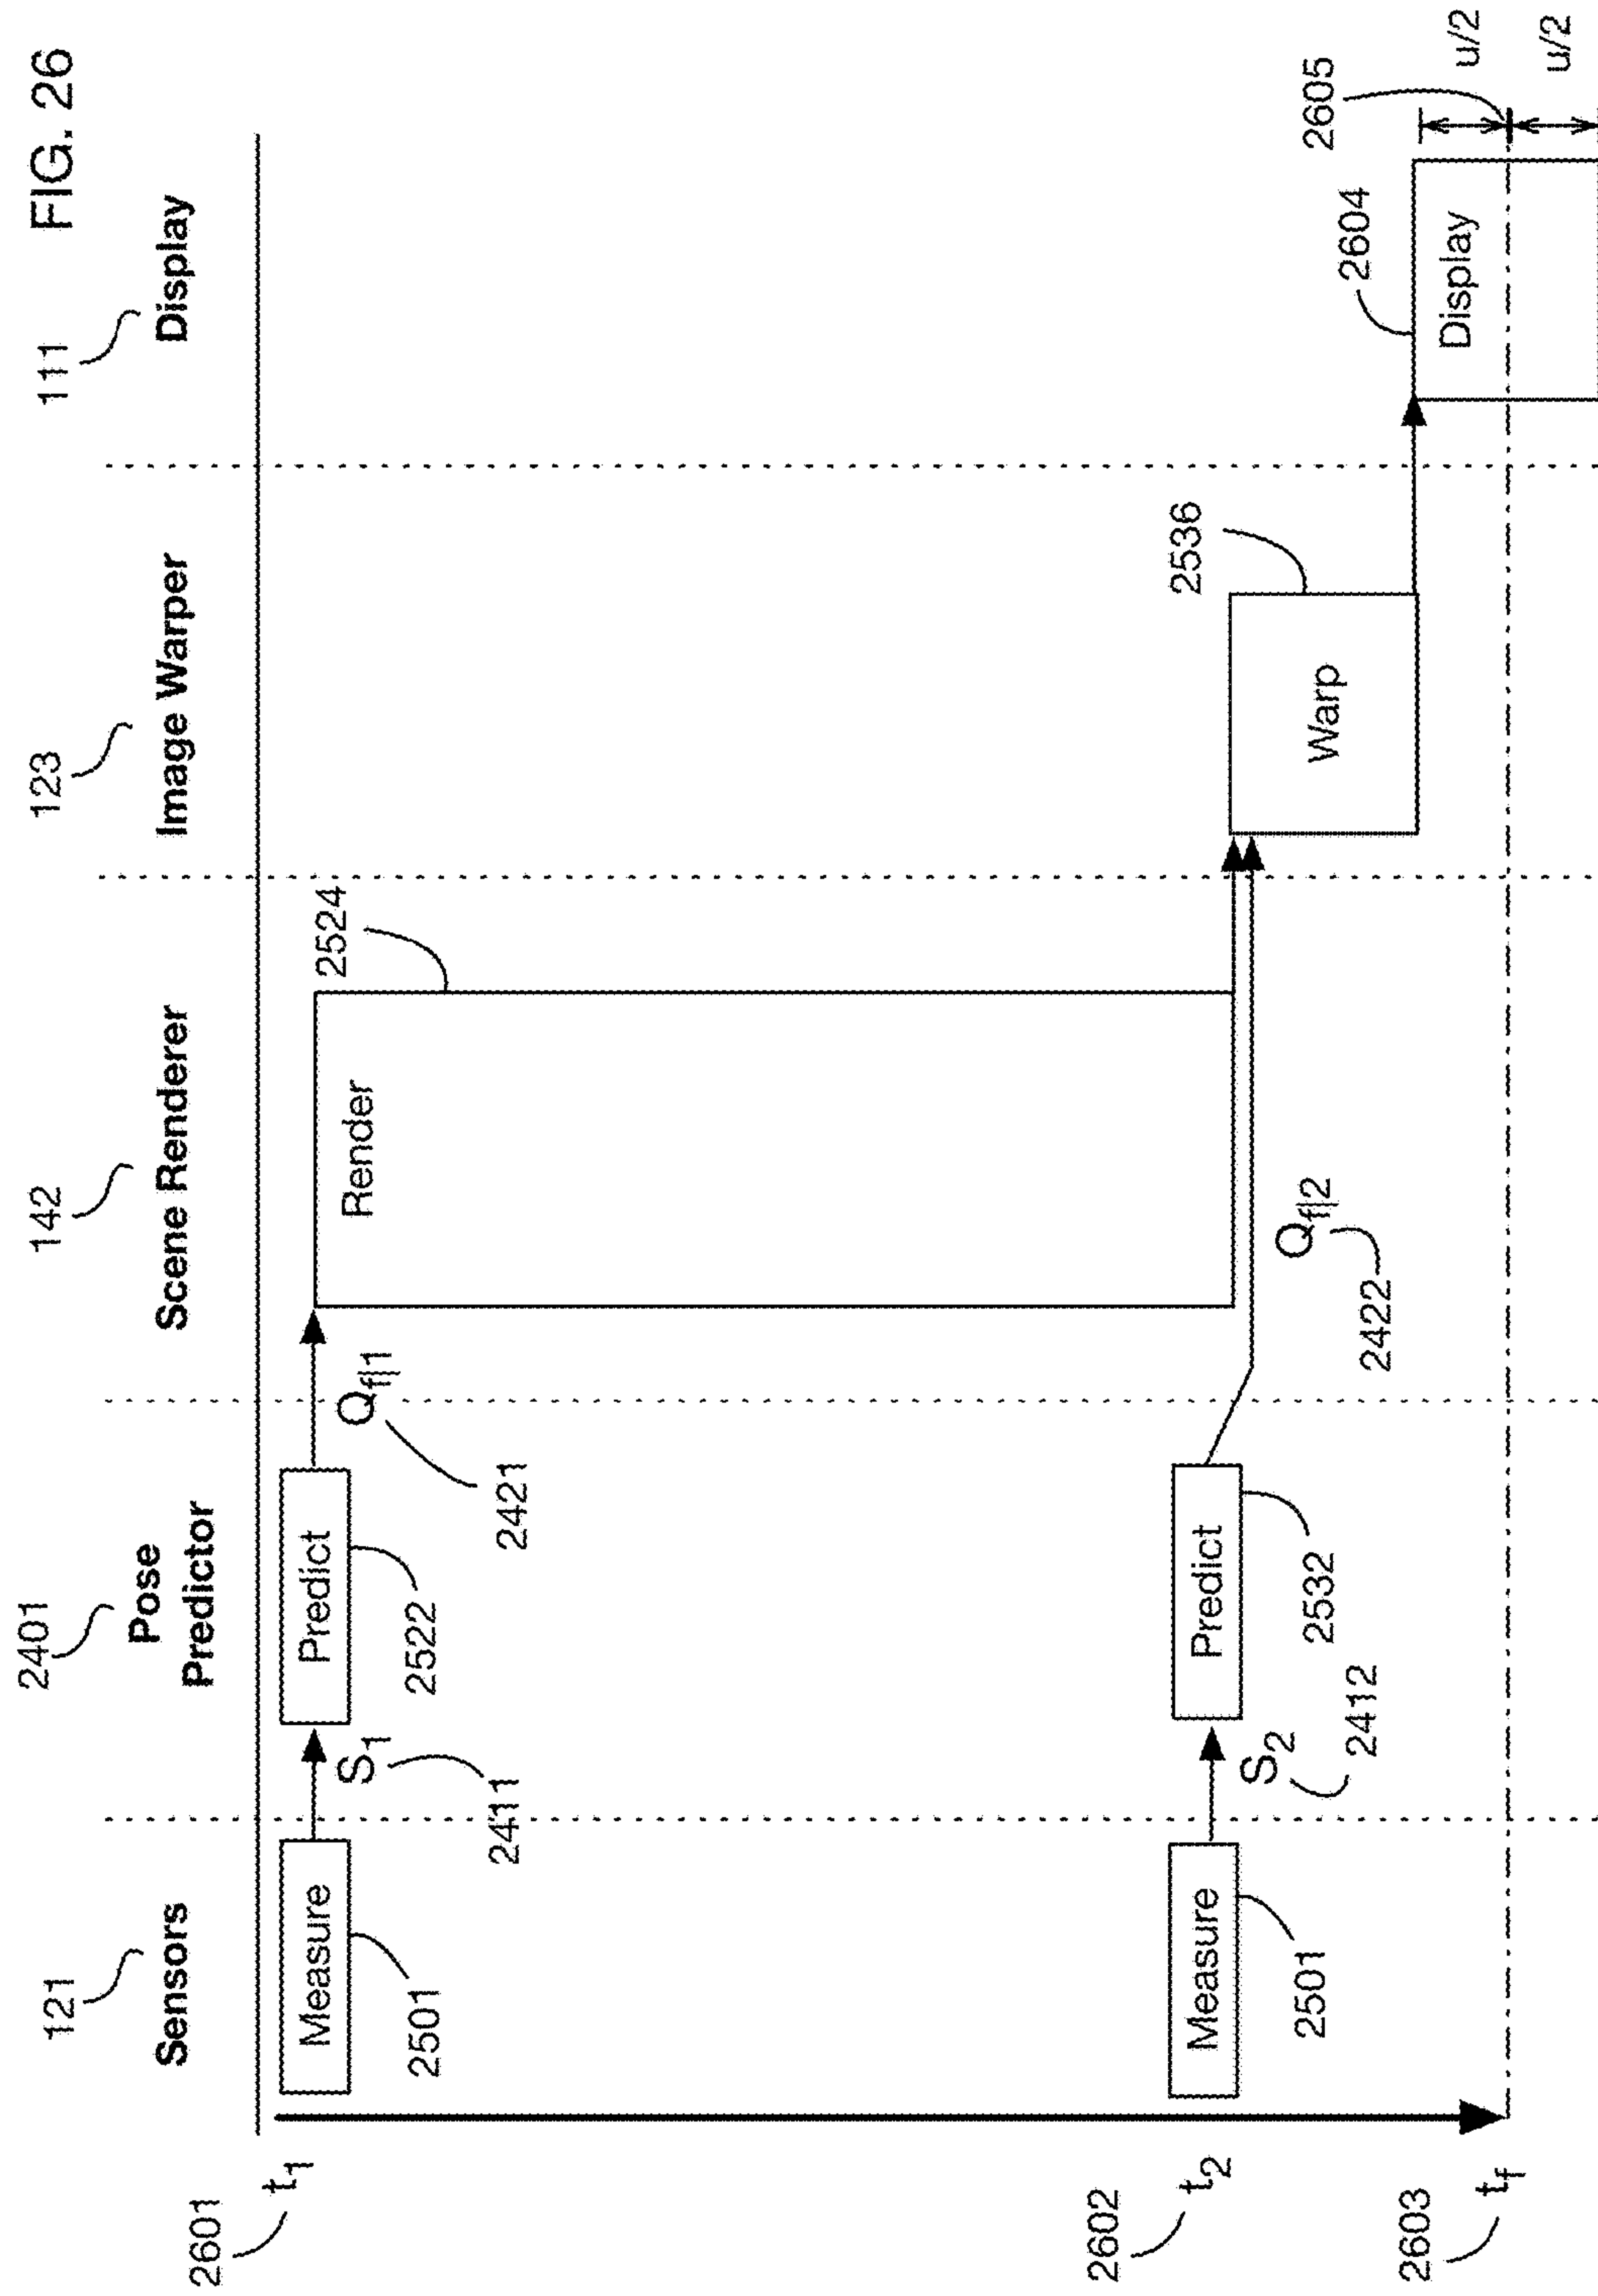 FIG. 26
121
2401
142
123
111
Sensors
Pose
Predictor
Scene Renderer
Image Warper
Display
2601
t1
Measure
2501
S1
2411
Predict
2522
Qf|1
2421
Render
2524
2602
t2
Measure
2501
S2
2412
Predict
2532
Qf|2
2422
Warp
2536
2603
tf
Display
2604
2605
u/2
u/2